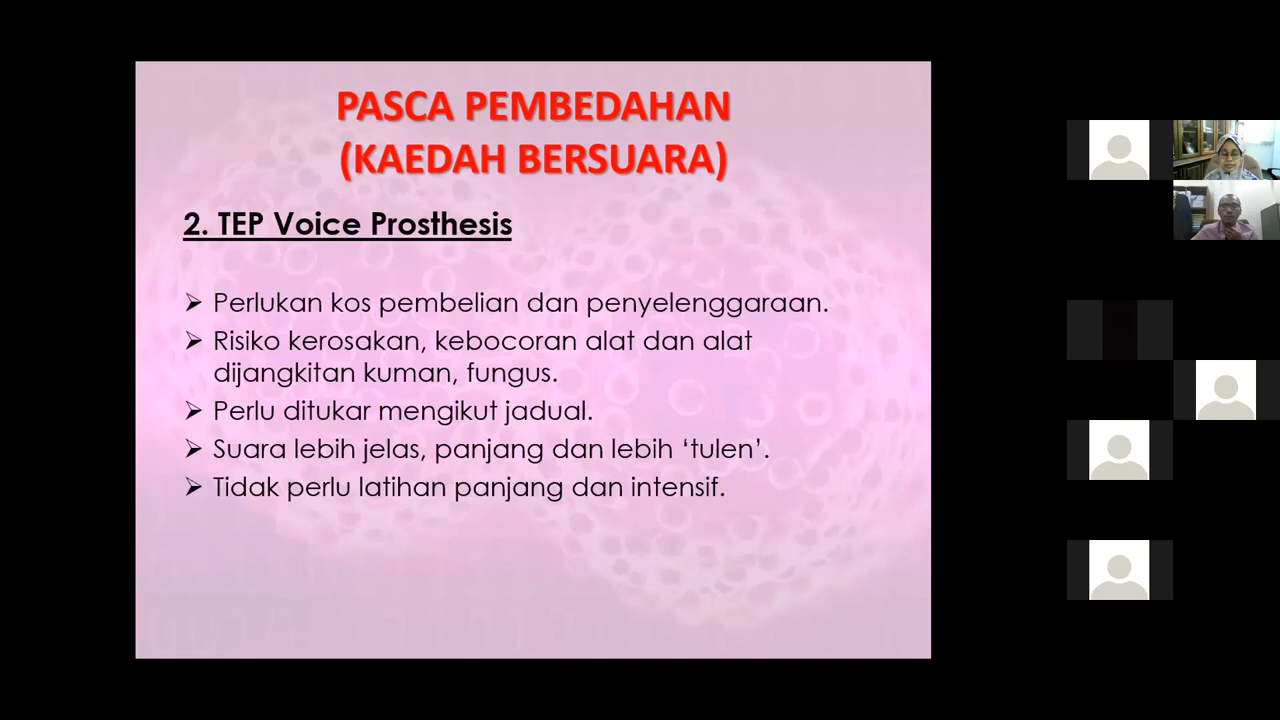 PASCA PEMBEDAHAN
(KAEDAH BERSUARA)
2. TEP Voice Prosthesis
➢ Perlukan kos pembelian dan penyelenggaraan.
➢ Risiko kerosakan, kebocoran alat dan alat
dijangkitan kuman, fungus.
➢ Perlu ditukar mengikut jadual.
➢ Suara lebih jelas, panjang dan lebih ‘tulen’.
➢ Tidak perlu latihan panjang dan intensif.